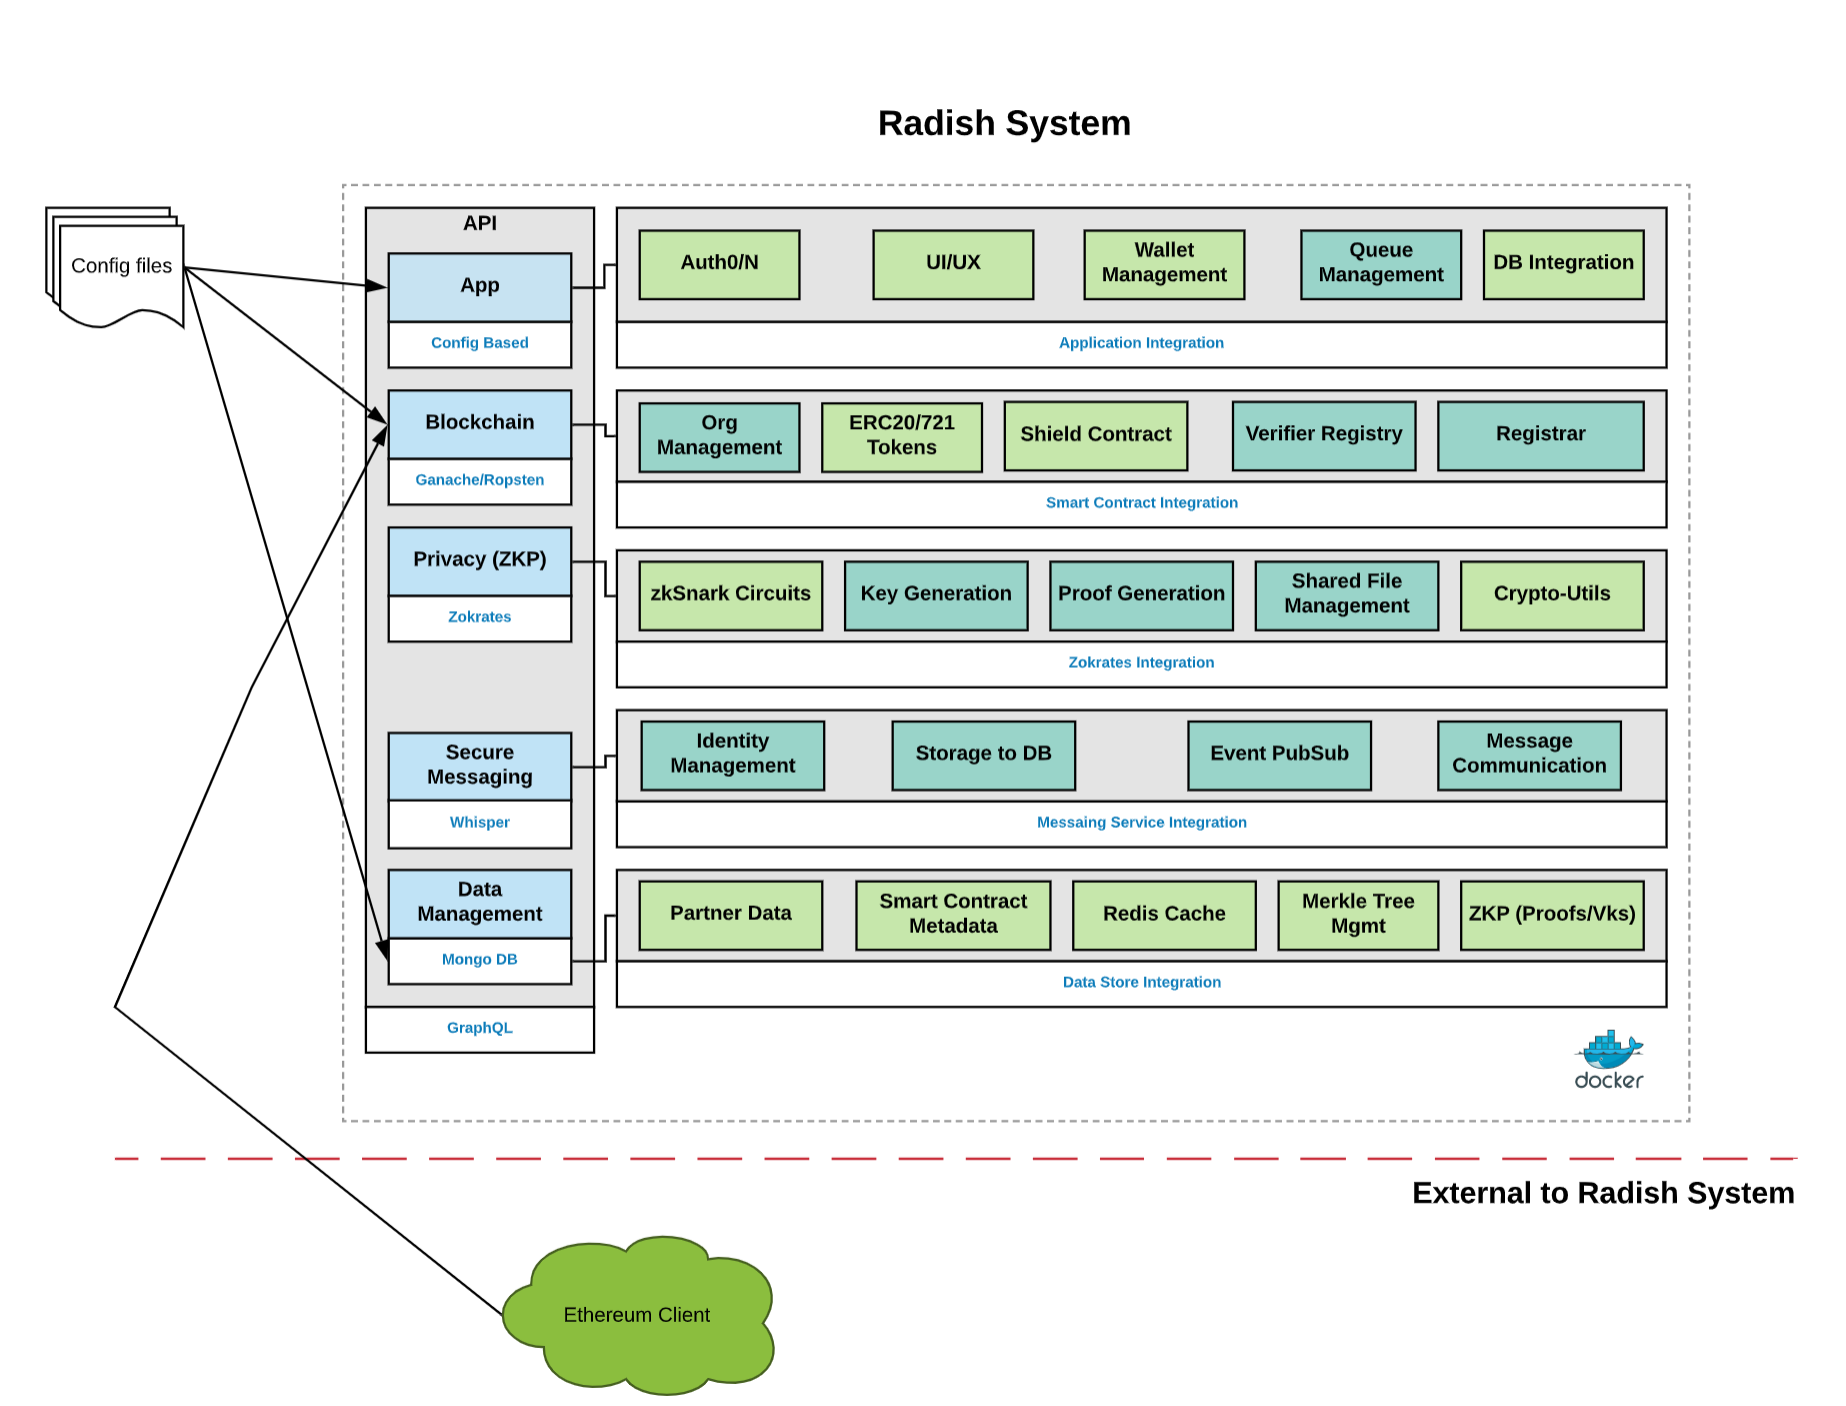 Radish System
Config files
API
App
Config Based
Auth0/N
UI/UX
Wallet
Management
Queue
Management
DB Integration
Application Integration
Blockchain
Ganache/Ropsten
Org
Management
ERC20/721
Tokens
Shield Contract
Verifier Registry
Registrar
Smart Contract Integration
Privacy (ZKP)
Zokrates
zkSnark Circuits
Key Generation
Proof Generation
Shared File
Management
Crypto-Utils
Zokrates Integration
Secure
Messaging
Whisper
Identity
Management
Storage to DB
Event PubSub
Message
Communication
Messaing Service Integration
Data
Management
Mongo DB
Partner Data
Smart Contract
Metadata
Redis Cache
Merkle Tree
Mgmt
ZKP (Proofs/Vks)
Data Store Integration
GraphQL
docker
External to Radish System
Ethereum Client